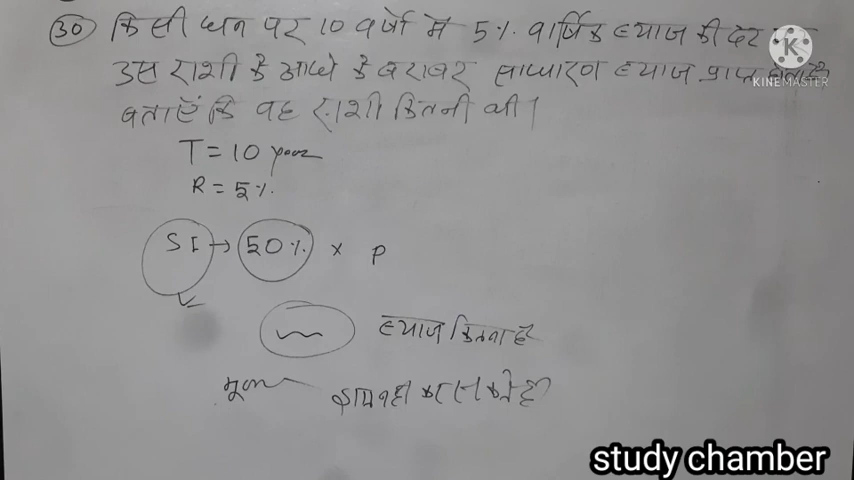 30 किसी धन पर 10 वर्षो मे 5% वार्षिक ब्याज की दर
उस राशी के आधे के बराबर साधारण ब्याज प्राप्त होता है
KINEMASTER
बताएँ कि वह राशी कितनी थी।
T = 10 year
R = 5%
SI → 50% × P
ब्याज कितना है
मूल
study chamber